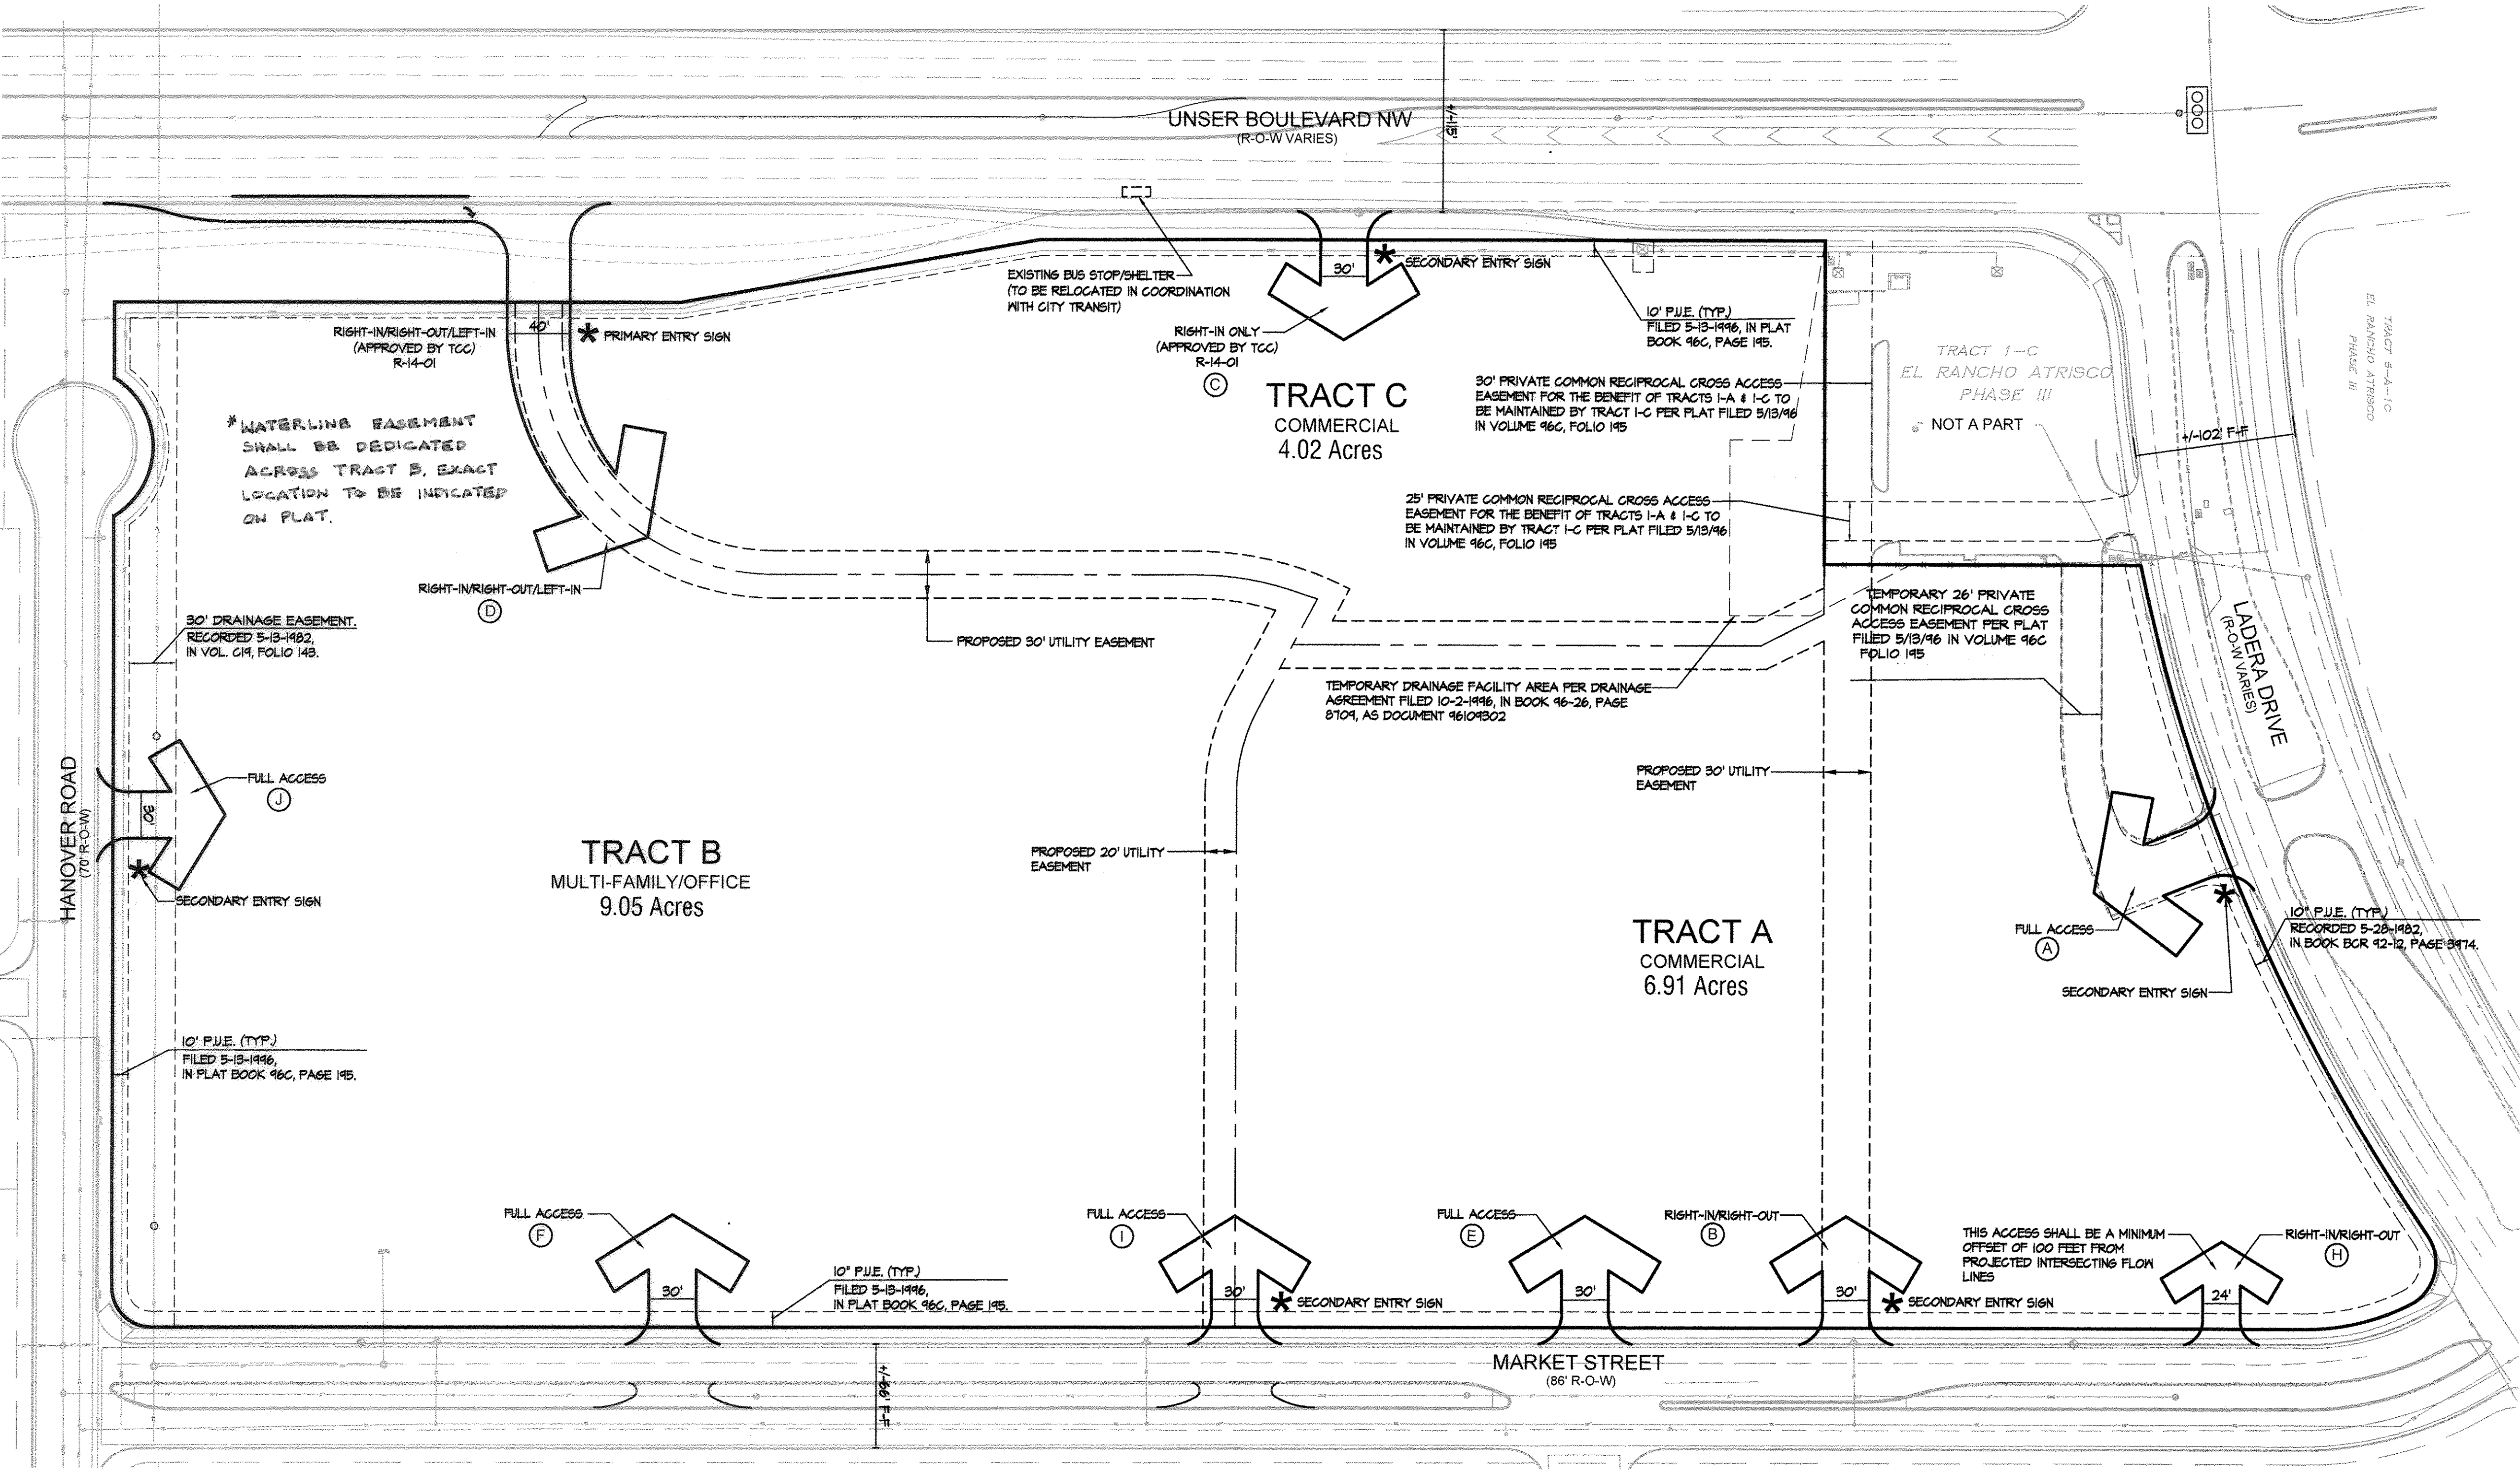 UNSER BOULEVARD NW
(R-O-W VARIES)
+/-115'
EXISTING BUS STOP/SHELTER
(TO BE RELOCATED IN COORDINATION
WITH CITY TRANSIT)
30'
SECONDARY ENTRY SIGN
RIGHT-IN ONLY
(APPROVED BY TCC)
R-14-01
C
10' P.U.E. (TYP.)
FILED 5-13-1996, IN PLAT
BOOK 96C, PAGE 195.
RIGHT-IN/RIGHT-OUT/LEFT-IN
(APPROVED BY TCC)
R-14-01
40'
PRIMARY ENTRY SIGN
*WATERLINE EASEMENT
SHALL BE DEDICATED
ACROSS TRACT B. EXACT
LOCATION TO BE INDICATED
ON PLAT.
TRACT C
COMMERCIAL
4.02 Acres
30' PRIVATE COMMON RECIPROCAL CROSS ACCESS
EASEMENT FOR THE BENEFIT OF TRACTS 1-A & 1-C TO
BE MAINTAINED BY TRACT 1-C PER PLAT FILED 5/13/96
IN VOLUME 96C, FOLIO 195
TRACT 1-C
EL RANCHO ATRISCO
PHASE III
NOT A PART
TRACT 5-A-1C
EL RANCHO ATRISCO
PHASE III
+/-102' F-F
25' PRIVATE COMMON RECIPROCAL CROSS ACCESS
EASEMENT FOR THE BENEFIT OF TRACTS 1-A & 1-C TO
BE MAINTAINED BY TRACT 1-C PER PLAT FILED 5/13/96
IN VOLUME 96C, FOLIO 195
RIGHT-IN/RIGHT-OUT/LEFT-IN
D
30' DRAINAGE EASEMENT.
RECORDED 5-13-1982,
IN VOL. C19, FOLIO 143.
PROPOSED 30' UTILITY EASEMENT
TEMPORARY 26' PRIVATE
COMMON RECIPROCAL CROSS
ACCESS EASEMENT PER PLAT
FILED 5/13/96 IN VOLUME 96C
FOLIO 195
LADERA DRIVE
(R-O-W VARIES)
TEMPORARY DRAINAGE FACILITY AREA PER DRAINAGE
AGREEMENT FILED 10-2-1996, IN BOOK 96-26, PAGE
8709, AS DOCUMENT 96109302
HANOVER ROAD
(70' R-O-W)
FULL ACCESS
J
30'
SECONDARY ENTRY SIGN
PROPOSED 30' UTILITY
EASEMENT
TRACT B
MULTI-FAMILY/OFFICE
9.05 Acres
PROPOSED 20' UTILITY
EASEMENT
TRACT A
COMMERCIAL
6.91 Acres
FULL ACCESS
A
SECONDARY ENTRY SIGN
10' P.U.E. (TYP.)
RECORDED 5-28-1982,
IN BOOK BCR 92-12, PAGE 3974.
10' P.U.E. (TYP.)
FILED 5-13-1996,
IN PLAT BOOK 96C, PAGE 195.
FULL ACCESS
F
30'
10' P.U.E. (TYP.)
FILED 5-13-1996,
IN PLAT BOOK 96C, PAGE 195.
FULL ACCESS
I
30'
SECONDARY ENTRY SIGN
FULL ACCESS
E
30'
RIGHT-IN/RIGHT-OUT
B
30'
SECONDARY ENTRY SIGN
THIS ACCESS SHALL BE A MINIMUM
OFFSET OF 100 FEET FROM
PROJECTED INTERSECTING FLOW
LINES
RIGHT-IN/RIGHT-OUT
H
24'
MARKET STREET
(86' R-O-W)
+/-66' F-F